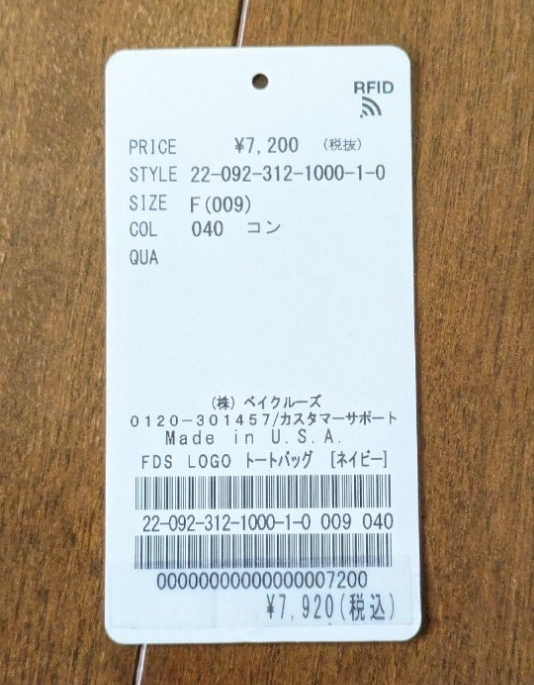 RFID
PRICE ¥7,200 (税抜)
STYLE 22-092-312-1000-1-0
SIZE F(009)
COL 040 コン
QUA
(株) ベイクルーズ
0120-301457/カスタマーサポート
Made in U.S.A.
FDS LOGO トートバッグ [ネイビー]
22-092-312-1000-1-0 009 040
00000000000000007200
¥7,920(税込)